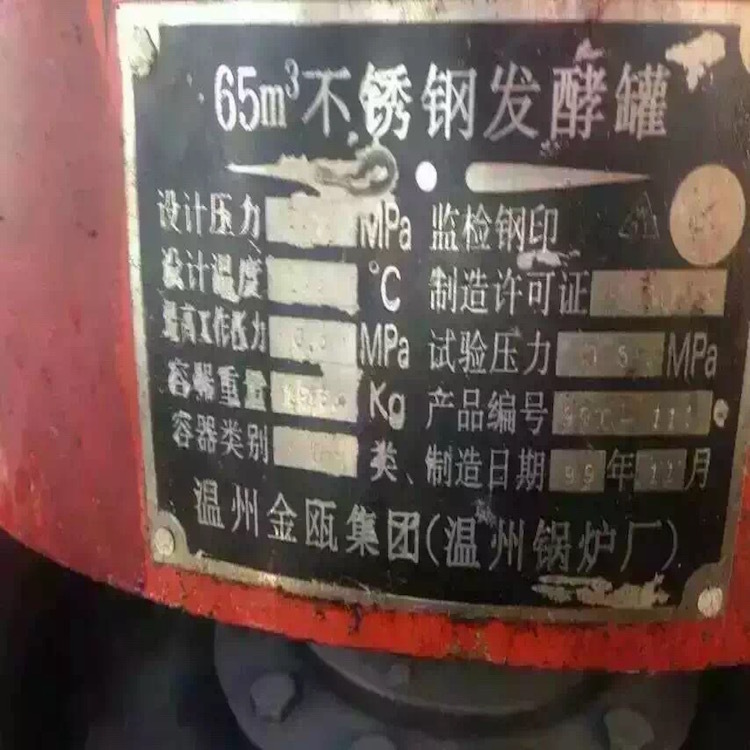 65m³不锈钢发酵罐
设计压力 MPa 监检钢印
设计温度 °C 制造许可证
最高工作压力 MPa 试验压力 MPa
容器重量 Kg 产品编号
容器类别 类 制造日期 99年12月
温州金瓯集团(温州锅炉厂)